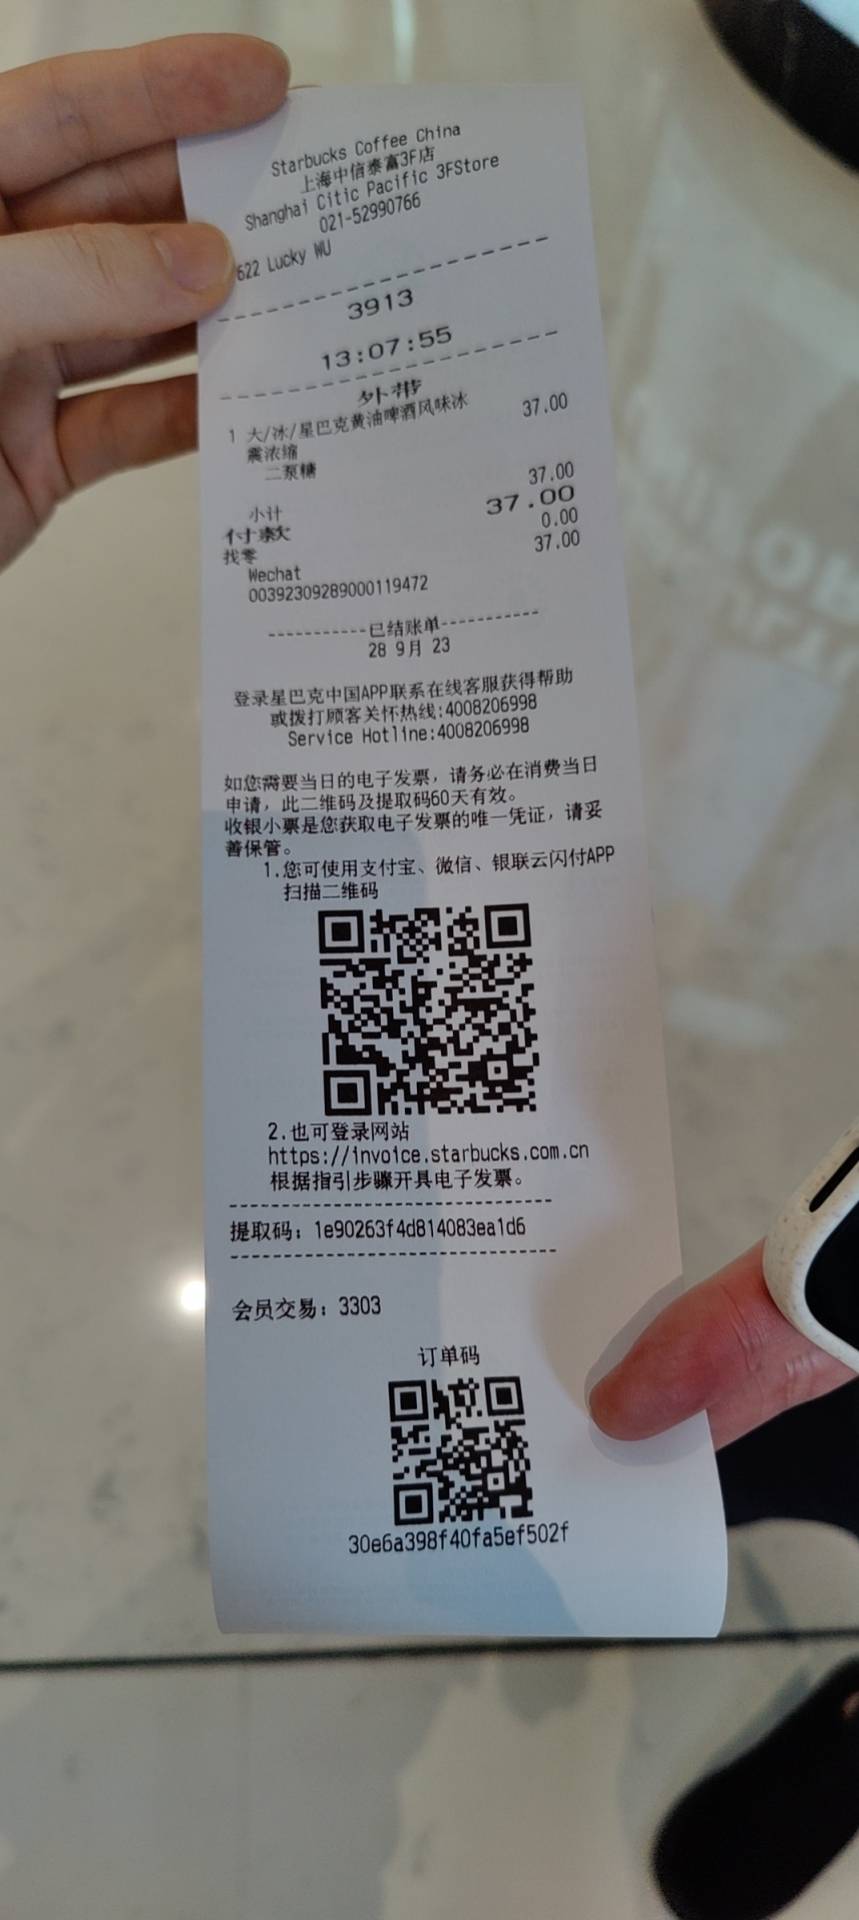 Starbucks Coffee China
上海中信泰富3F店
Shanghai Citic Pacific 3FStore
021-52990766
622 Lucky WU
3913
13:07:55
外带
1 大/冰/星巴克黄油啤酒风味冰 37.00
震浓缩
二泵糖
小计 37.00
付款 37.00
找零 0.00
Wechat 37.00
00392309289000119472
-----------已结账单-----------
28 9月 23
登录星巴克中国APP联系在线客服获得帮助
或拨打顾客关怀热线:4008206998
Service Hotline:4008206998
如您需要当日的电子发票，请务必在消费当日
申请，此二维码及提取码60天有效。
收银小票是您获取电子发票的唯一凭证，请妥
善保管。
1.您可使用支付宝、微信、银联云闪付APP
扫描二维码
2.也可登录网站
https://invoice.starbucks.com.cn
根据指引步骤开具电子发票。
提取码：1e90263f4d814083ea1d6
会员交易：3303
订单码
30e6a398f40fa5ef502f